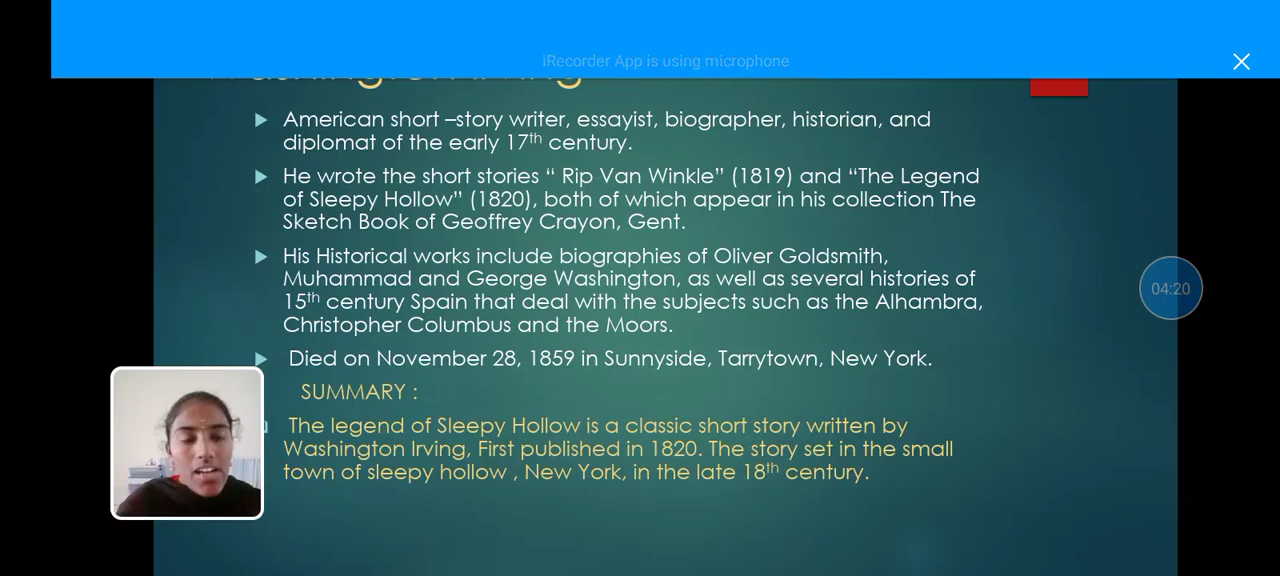 iRecorder App is using microphone
American short –story writer, essayist, biographer, historian, and
diplomat of the early 17th century.
He wrote the short stories “ Rip Van Winkle” (1819) and “The Legend
of Sleepy Hollow” (1820), both of which appear in his collection The
Sketch Book of Geoffrey Crayon, Gent.
His Historical works include biographies of Oliver Goldsmith,
Muhammad and George Washington, as well as several histories of
15th century Spain that deal with the subjects such as the Alhambra,
Christopher Columbus and the Moors.
04:20
Died on November 28, 1859 in Sunnyside, Tarrytown, New York.
SUMMARY :
The legend of Sleepy Hollow is a classic short story written by
Washington Irving, First published in 1820. The story set in the small
town of sleepy hollow , New York, in the late 18th century.